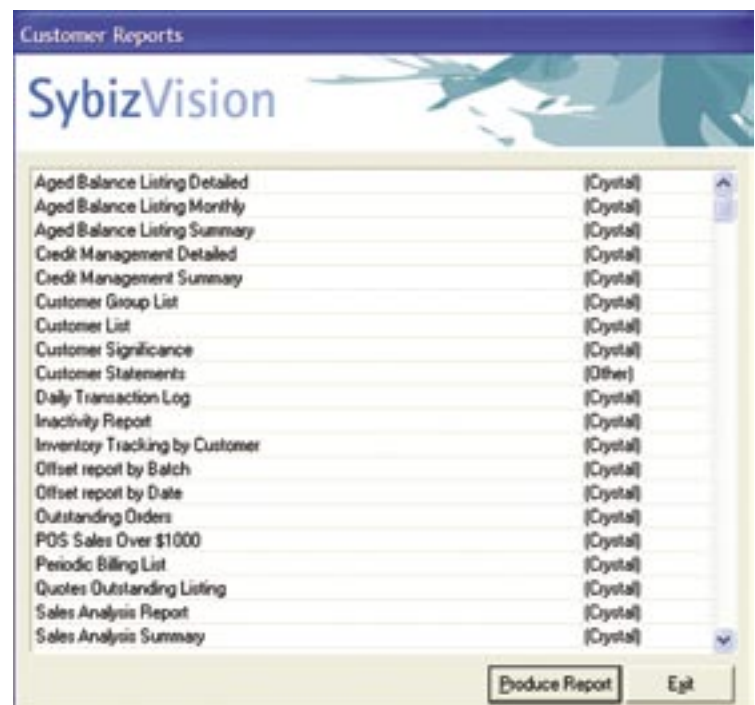 Customer Reports
SybizVision
Aged Balance Listing Detailed (Crystal)
Aged Balance Listing Monthly (Crystal)
Aged Balance Listing Summary (Crystal)
Credit Management Detailed (Crystal)
Credit Management Summary (Crystal)
Customer Group List (Crystal)
Customer List (Crystal)
Customer Significance (Crystal)
Customer Statements (Other)
Daily Transaction Log (Crystal)
Inactivity Report (Crystal)
Inventory Tracking by Customer (Crystal)
Offset report by Batch (Crystal)
Offset report by Date (Crystal)
Outstanding Orders (Crystal)
POS Sales Over $1000 (Crystal)
Periodic Billing List (Crystal)
Quotes Outstanding Listing (Crystal)
Sales Analysis Report (Crystal)
Sales Analysis Summary (Crystal)
Produce Report Exit